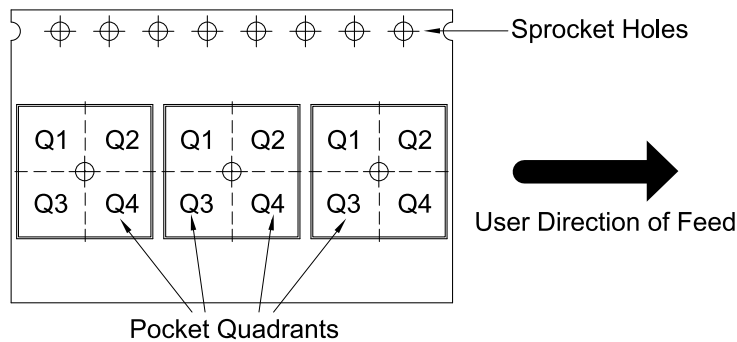 Sprocket Holes
Q1 Q2 Q1 Q2 Q1 Q2
Q3 Q4 Q3 Q4 Q3 Q4
User Direction of Feed
Pocket Quadrants